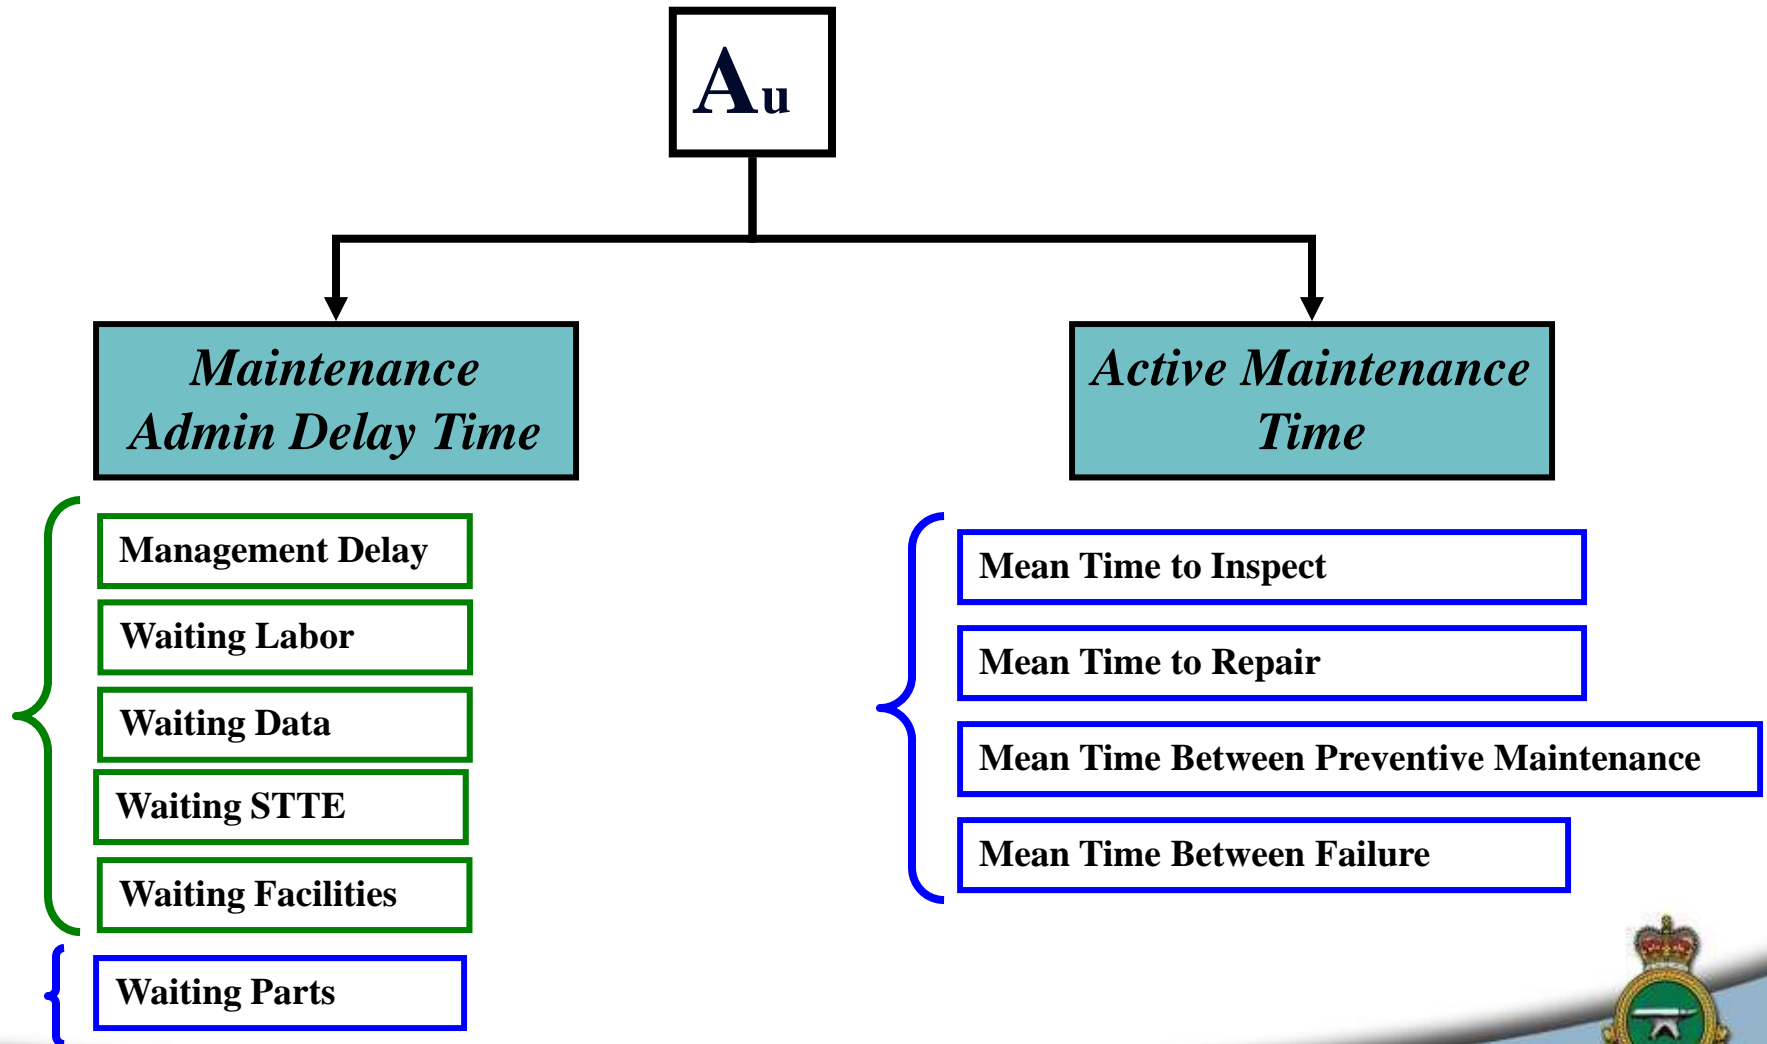 Au
Maintenance
Admin Delay Time
Active Maintenance
Time
Management Delay
Waiting Labor
Waiting Data
Waiting STTE
Waiting Facilities
Waiting Parts
Mean Time to Inspect
Mean Time to Repair
Mean Time Between Preventive Maintenance
Mean Time Between Failure